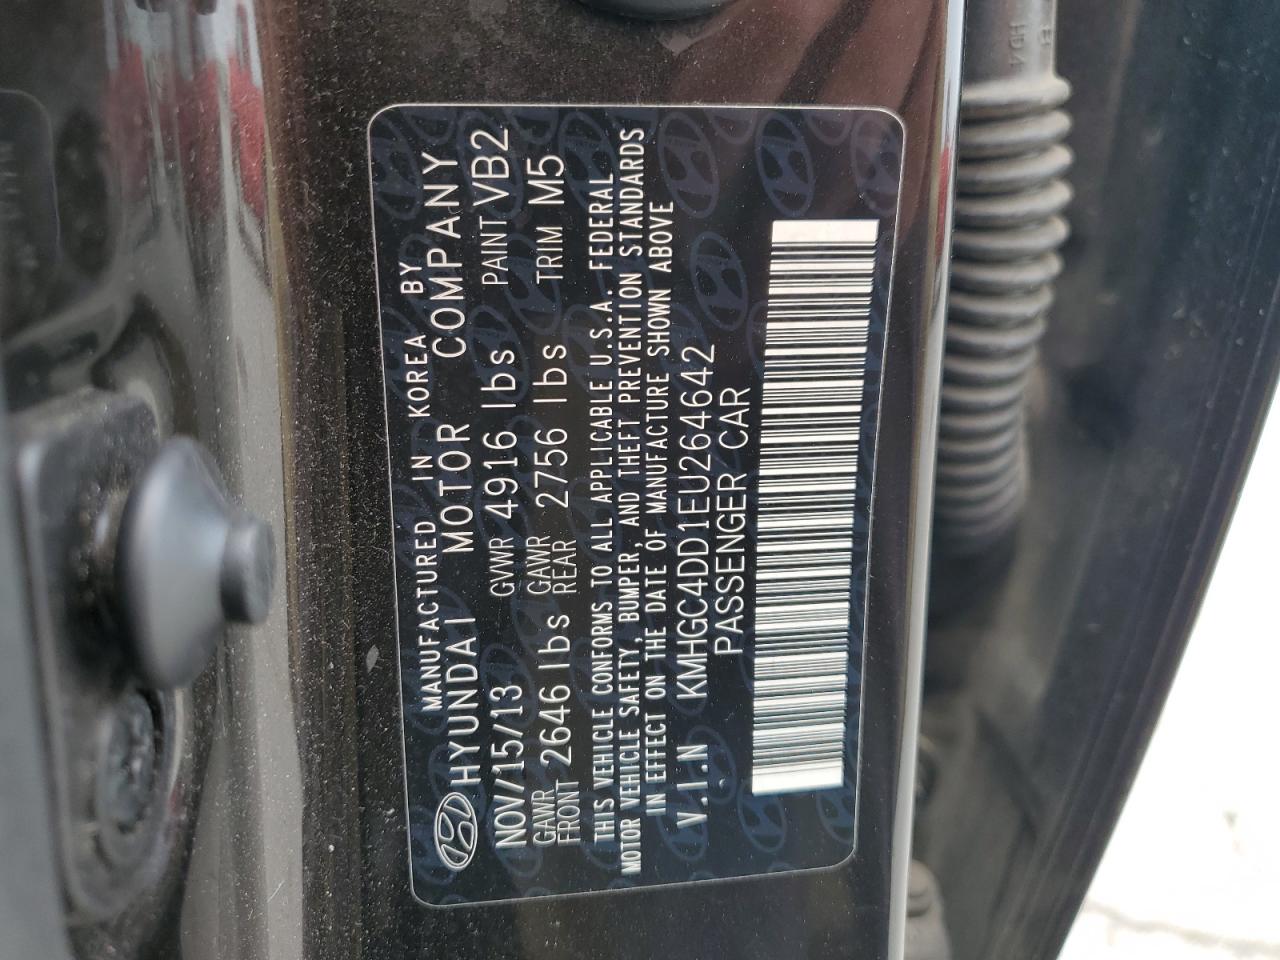 MANUFACTURED IN KOREA BY
HYUNDAI MOTOR COMPANY
NOV/15/13 GVWR 4916 lbs PAINT VB2
GAWR FRONT 2646 lbs GAWR REAR 2756 lbs TRIM M5
THIS VEHICLE CONFORMS TO ALL APPLICABLE U.S.A. FEDERAL
MOTOR VEHICLE SAFETY, BUMPER, AND THEFT PREVENTION STANDARDS
IN EFFECT ON THE DATE OF MANUFACTURE SHOWN ABOVE
V.I.N KMHGC4DD1EU264642
PASSENGER CAR